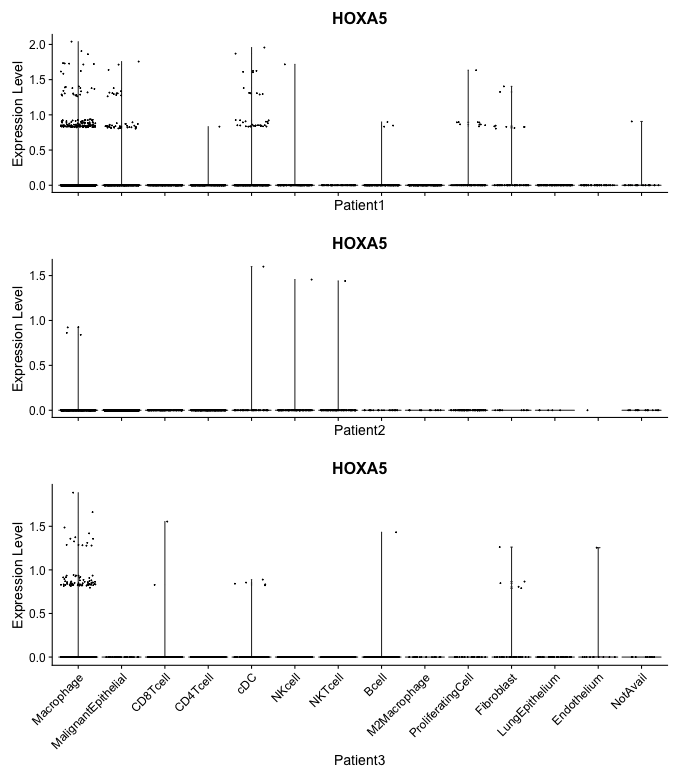 HOXA5
Expression Level
2.0
1.5
1.0
0.5
0.0
Patient1
HOXA5
Expression Level
1.5
1.0
0.5
0.0
Patient2
HOXA5
Expression Level
1.5
1.0
0.5
0.0
Macrophage
MalignantEpithelial
CD8Tcell
CD4Tcell
cDC
NKcell
NKTcell
Bcell
M2Macrophage
ProliferatingCell
Fibroblast
LungEpithelium
Endothelium
NotAvail
Patient3